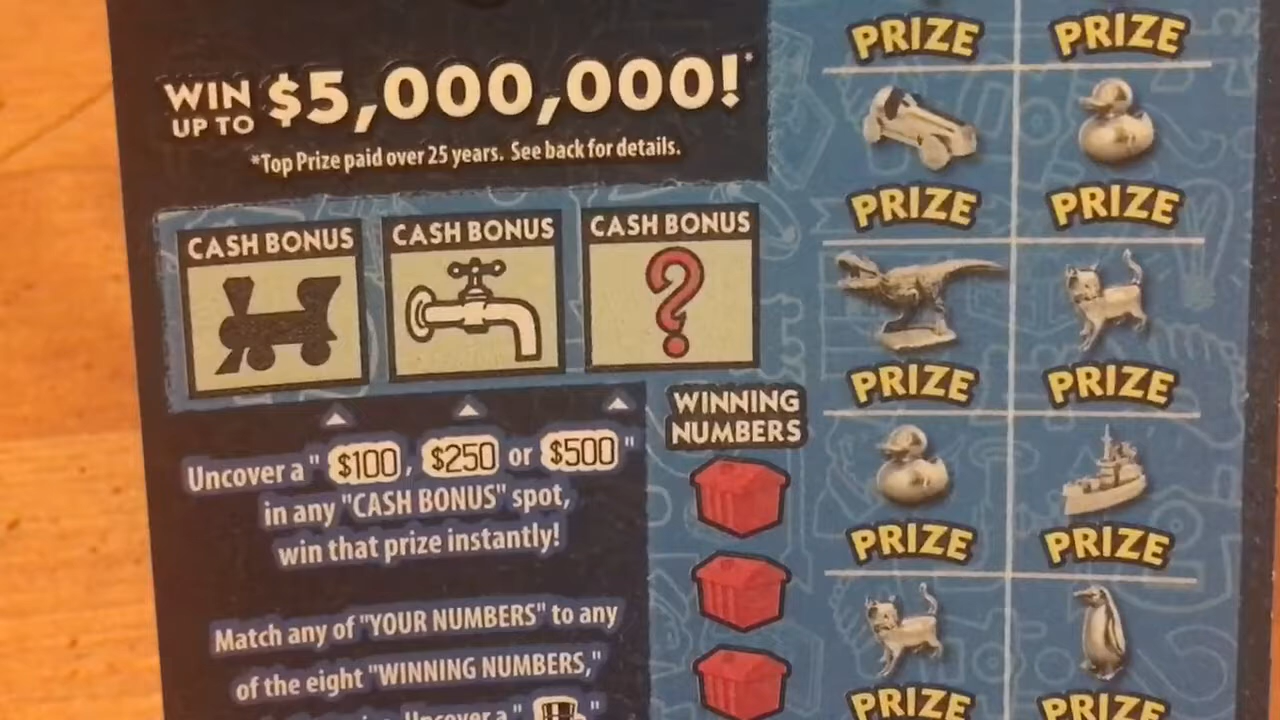 WIN UP TO $5,000,000!*
*Top Prize paid over 25 years. See back for details.
CASH BONUS CASH BONUS CASH BONUS
?
Uncover a " $100, $250 or $500 "
in any "CASH BONUS" spot,
win that prize instantly!
Match any of "YOUR NUMBERS" to any
of the eight "WINNING NUMBERS,"
Uncover a " "
WINNING
NUMBERS
PRIZE PRIZE
PRIZE PRIZE
PRIZE PRIZE
PRIZE PRIZE
PRIZE PRIZE